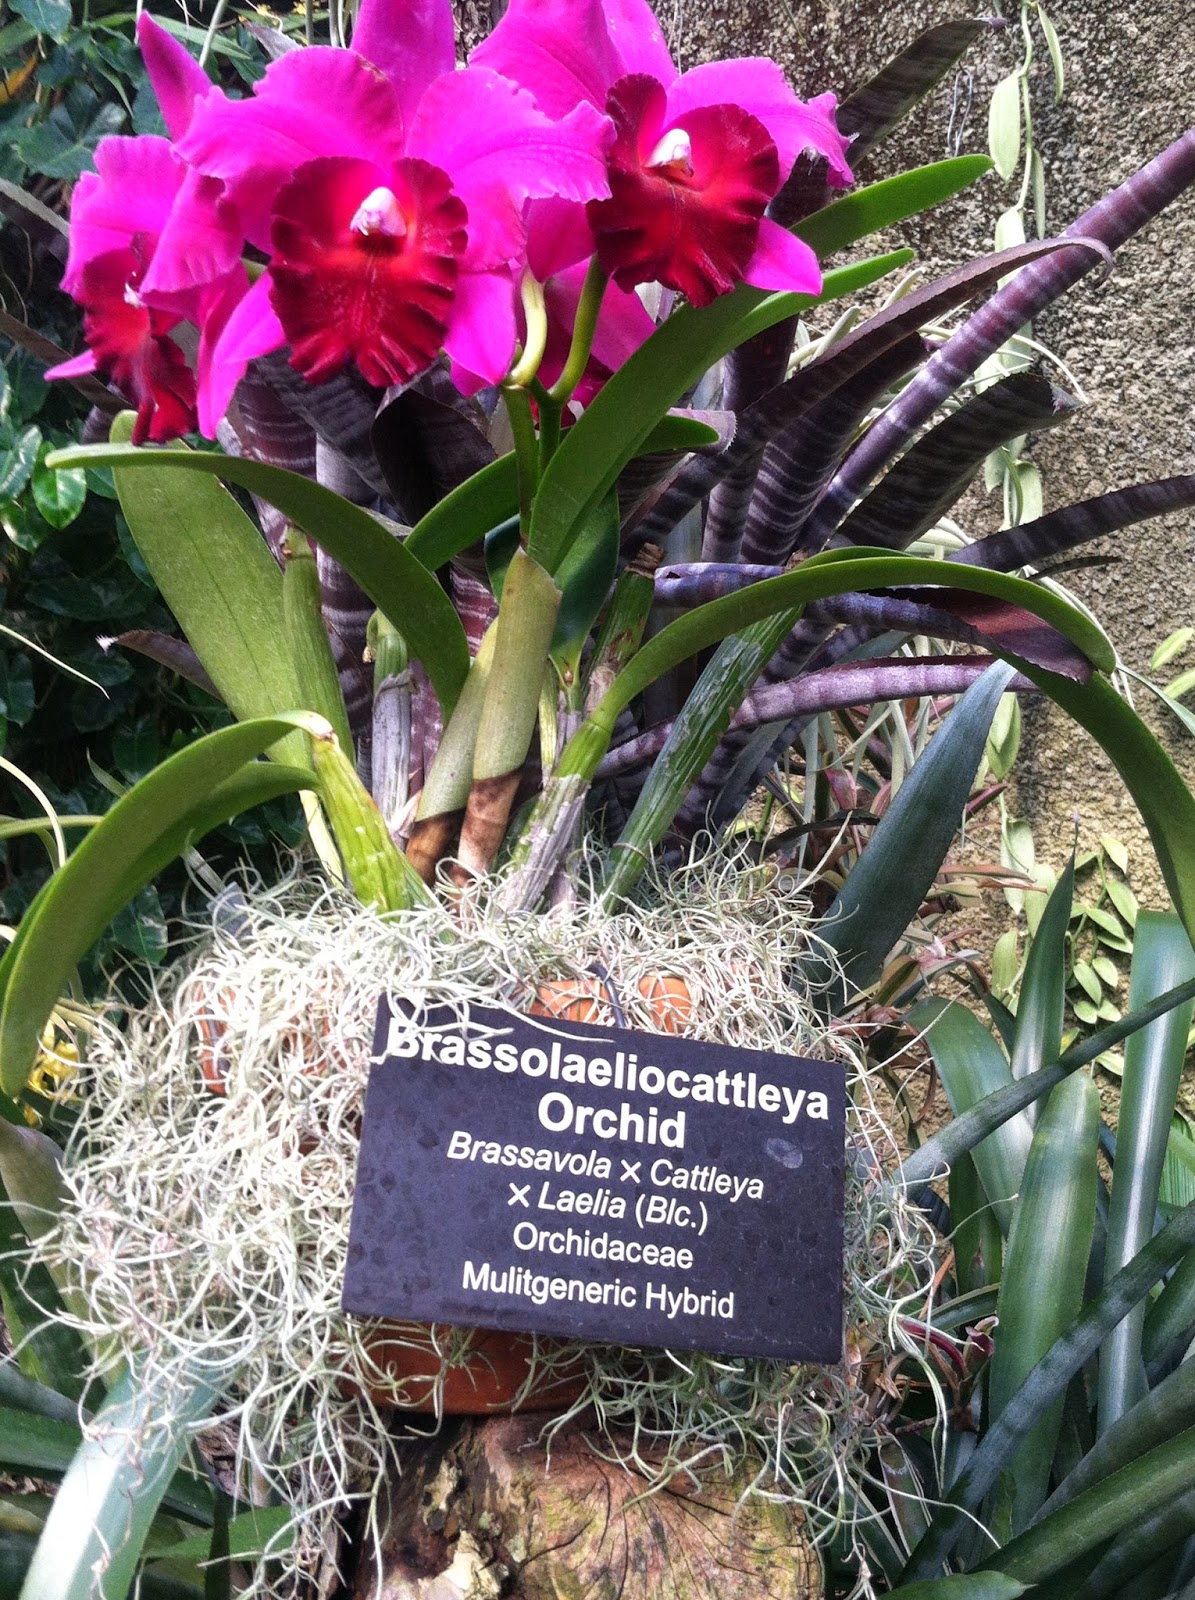 Brassolaeliocattleya
Orchid
Brassavola × Cattleya
× Laelia (Blc.)
Orchidaceae
Mulitgeneric Hybrid